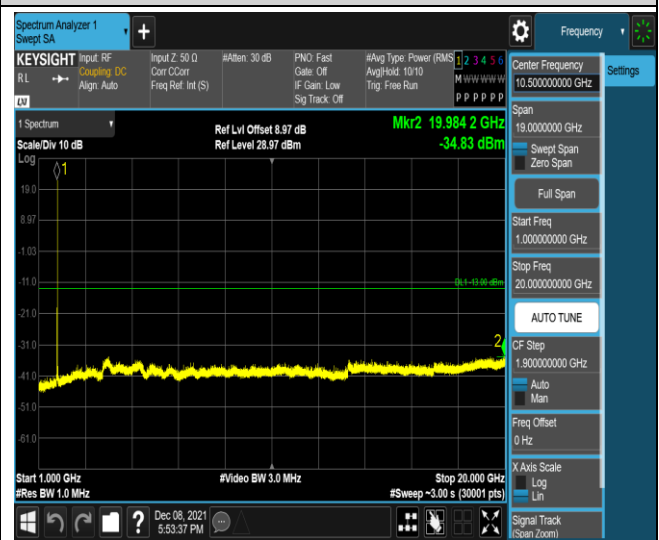 Spectrum Analyzer 1
Swept SA
Frequency
KEYSIGHT
RL
Input: RF
Coupling: DC
Align: Auto
Input Z: 50 Ω
Corr CCorr
Freq Ref: Int (S)
#Atten: 30 dB
PNO: Fast
Gate: Off
IF Gain: Low
Sig Track: Off
#Avg Type: Power (RMS
Avg|Hold: 10/10
Trig: Free Run
1 2 3 4 5 6
M W W W W W
P P P P P P
LXI
1 Spectrum
Scale/Div 10 dB
Log
Ref Lvl Offset 8.97 dB
Ref Level 28.97 dBm
Mkr2 19.984 2 GHz
-34.83 dBm
1
19.0
8.97
-1.03
-11.0
DL1 -13.00 dBm
-21.0
-31.0
2
-41.0
-51.0
-61.0
Start 1.000 GHz
#Res BW 1.0 MHz
#Video BW 3.0 MHz
Stop 20.000 GHz
#Sweep ~3.00 s (30001 pts)
Dec 08, 2021
5:53:37 PM
?
Center Frequency
10.500000000 GHz
Settings
Span
19.0000000 GHz
Swept Span
Zero Span
Full Span
Start Freq
1.000000000 GHz
Stop Freq
20.000000000 GHz
AUTO TUNE
CF Step
1.900000000 GHz
Auto
Man
Freq Offset
0 Hz
X Axis Scale
Log
Lin
Signal Track
(Span Zoom)